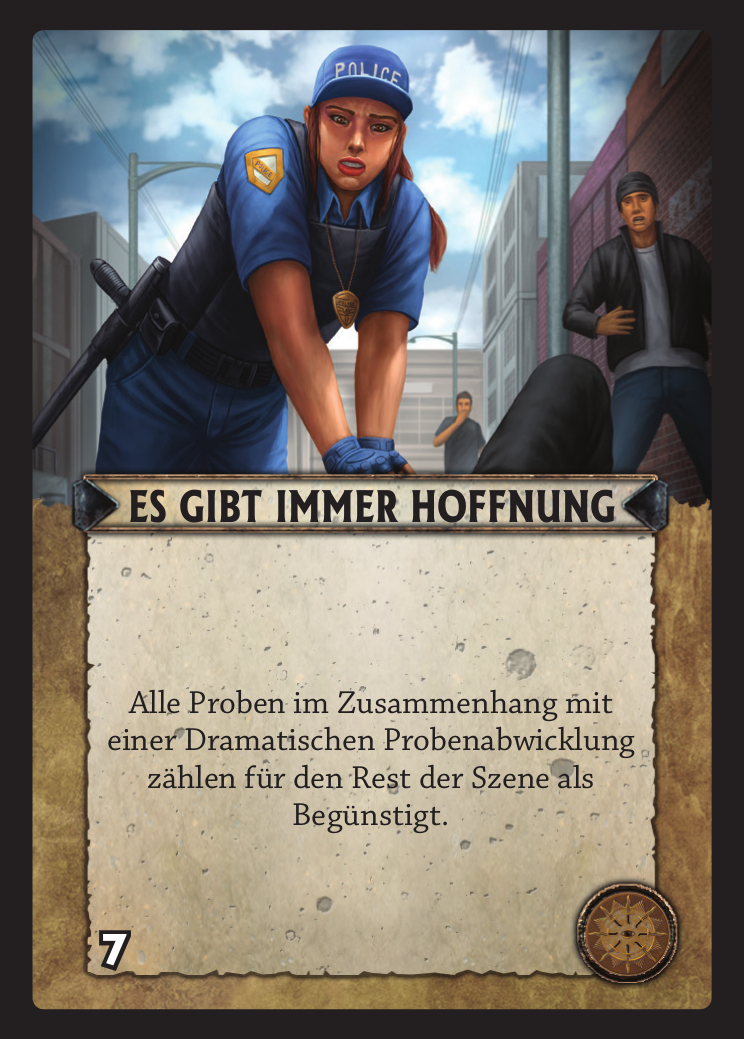 POLICE
POLICE
ES GIBT IMMER HOFFNUNG
Alle Proben im Zusammenhang mit
einer Dramatischen Probenabwicklung
zählen für den Rest der Szene als
Begünstigt.
7